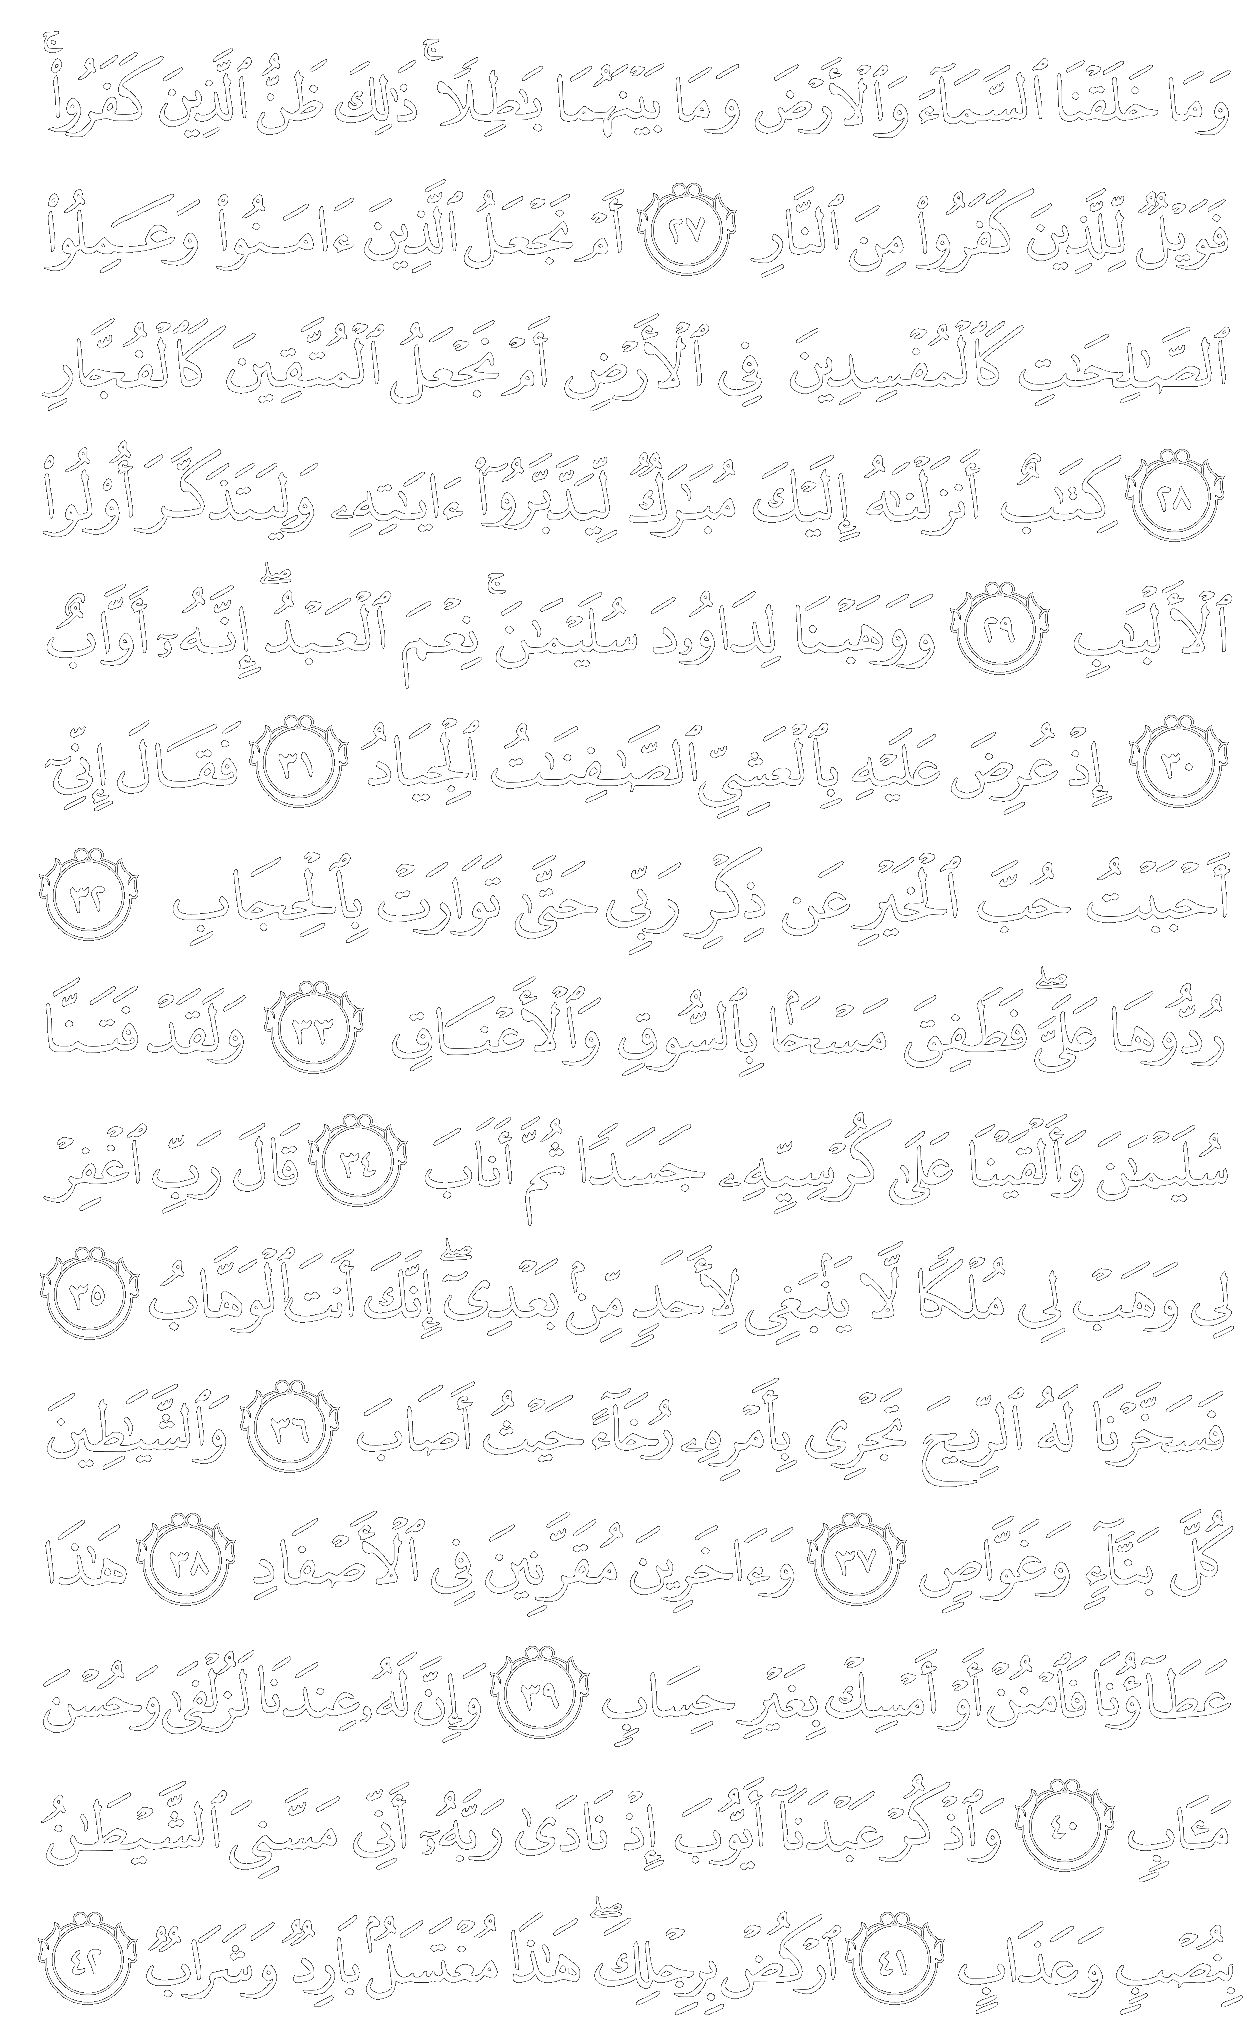 وَمَا خَلَقْنَا ٱلسَّمَآءَ وَٱلْأَرْضَ وَمَا بَيْنَهُمَا بَٰطِلًا ۚ ذَٰلِكَ ظَنُّ ٱلَّذِينَ كَفَرُوا۟ ۚ
فَوَيْلٌ لِّلَّذِينَ كَفَرُوا۟ مِنَ ٱلنَّارِ ٢٧ أَمْ نَجْعَلُ ٱلَّذِينَ ءَامَنُوا۟ وَعَمِلُوا۟
ٱلصَّٰلِحَٰتِ كَٱلْمُفْسِدِينَ فِى ٱلْأَرْضِ أَمْ نَجْعَلُ ٱلْمُتَّقِينَ كَٱلْفُجَّارِ
٢٨ كِتَٰبٌ أَنزَلْنَٰهُ إِلَيْكَ مُبَٰرَكٌ لِّيَدَّبَّرُوٓا۟ ءَايَٰتِهِۦ وَلِيَتَذَكَّرَ أُو۟لُوا۟
ٱلْأَلْبَٰبِ ٢٩ وَوَهَبْنَا لِدَاوُۥدَ سُلَيْمَٰنَ ۚ نِعْمَ ٱلْعَبْدُ ۖ إِنَّهُۥٓ أَوَّابٌ
٣٠ إِذْ عُرِضَ عَلَيْهِ بِٱلْعَشِىِّ ٱلصَّٰفِنَٰتُ ٱلْجِيَادُ ٣١ فَقَالَ إِنِّىٓ
أَحْبَبْتُ حُبَّ ٱلْخَيْرِ عَن ذِكْرِ رَبِّى حَتَّىٰ تَوَارَتْ بِٱلْحِجَابِ ٣٢
رُدُّوهَا عَلَىَّ ۖ فَطَفِقَ مَسْحًۢا بِٱلسُّوقِ وَٱلْأَعْنَاقِ ٣٣ وَلَقَدْ فَتَنَّا
سُلَيْمَٰنَ وَأَلْقَيْنَا عَلَىٰ كُرْسِيِّهِۦ جَسَدًا ثُمَّ أَنَابَ ٣٤ قَالَ رَبِّ ٱغْفِرْ
لِى وَهَبْ لِى مُلْكًا لَّا يَنۢبَغِى لِأَحَدٍ مِّنۢ بَعْدِىٓ ۖ إِنَّكَ أَنتَ ٱلْوَهَّابُ ٣٥
فَسَخَّرْنَا لَهُ ٱلرِّيحَ تَجْرِى بِأَمْرِهِۦ رُخَآءً حَيْثُ أَصَابَ ٣٦ وَٱلشَّيَٰطِينَ
كُلَّ بَنَّآءٍ وَغَوَّاصٍ ٣٧ وَءَاخَرِينَ مُقَرَّنِينَ فِى ٱلْأَصْفَادِ ٣٨ هَٰذَا
عَطَآؤُنَا فَٱمْنُنْ أَوْ أَمْسِكْ بِغَيْرِ حِسَابٍ ٣٩ وَإِنَّ لَهُۥ عِندَنَا لَزُلْفَىٰ وَحُسْنَ
مَـَٔابٍ ٤٠ وَٱذْكُرْ عَبْدَنَآ أَيُّوبَ إِذْ نَادَىٰ رَبَّهُۥٓ أَنِّى مَسَّنِىَ ٱلشَّيْطَٰنُ
بِنُصْبٍ وَعَذَابٍ ٤١ ٱرْكُضْ بِرِجْلِكَ ۖ هَٰذَا مُغْتَسَلٌۢ بَارِدٌ وَشَرَابٌ ٤٢